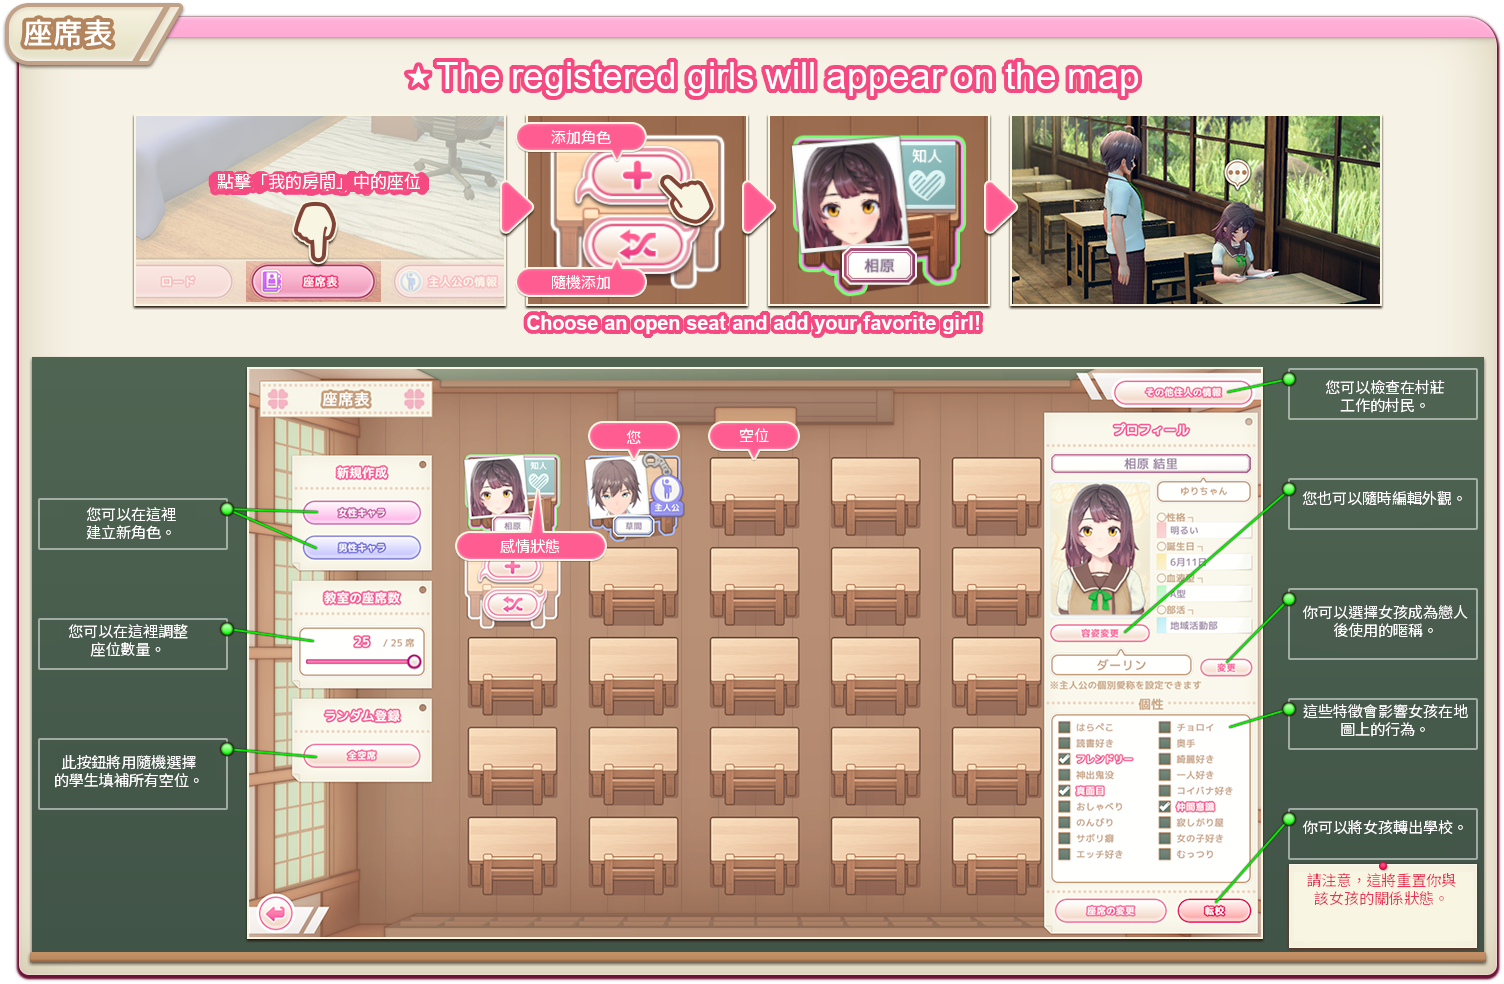 座席表
★The registered girls will appear on the map
點擊「我的房間」中的座位
ロード
座席表
主人公の情報
添加角色
隨機添加
知人
相原
Choose an open seat and add your favorite girl!
座席表
新規作成
女性キャラ
男性キャラ
教室の座席数
25 / 25 席
ランダム登録
全空席
您可以在這裡
建立新角色。
您可以在這裡調整
座位數量。
此按鈕將用隨機選擇
的學生填補所有空位。
您
空位
知人
相原
主人公
草間
感情狀態
その他住人の情報
プロフィール
相原 結里
ゆりちゃん
○性格
明るい
○誕生日
6月11日
○血液型
○部活
地域活動部
容姿変更
ダーリン
変更
※主人公の個別愛称を設定できます
個性
はらぺこ
チョロイ
読書好き
奥手
フレンドリー
綺麗好き
神出鬼没
一人好き
真面目
コイバナ好き
おしゃべり
仲間意識
のんびり
寂しがり屋
サボり癖
女の子好き
エッチ好き
むっつり
座席の変更
転校
您可以檢查在村莊
工作的村民。
您也可以隨時編輯外觀。
你可以選擇女孩成為戀人
後使用的暱稱。
這些特徵會影響女孩在地
圖上的行為。
你可以將女孩轉出學校。
請注意，這將重置你與
該女孩的關係狀態。